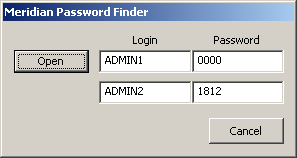 Meridian Password Finder
Login Password
Open ADMIN1 0000
ADMIN2 1812
Cancel